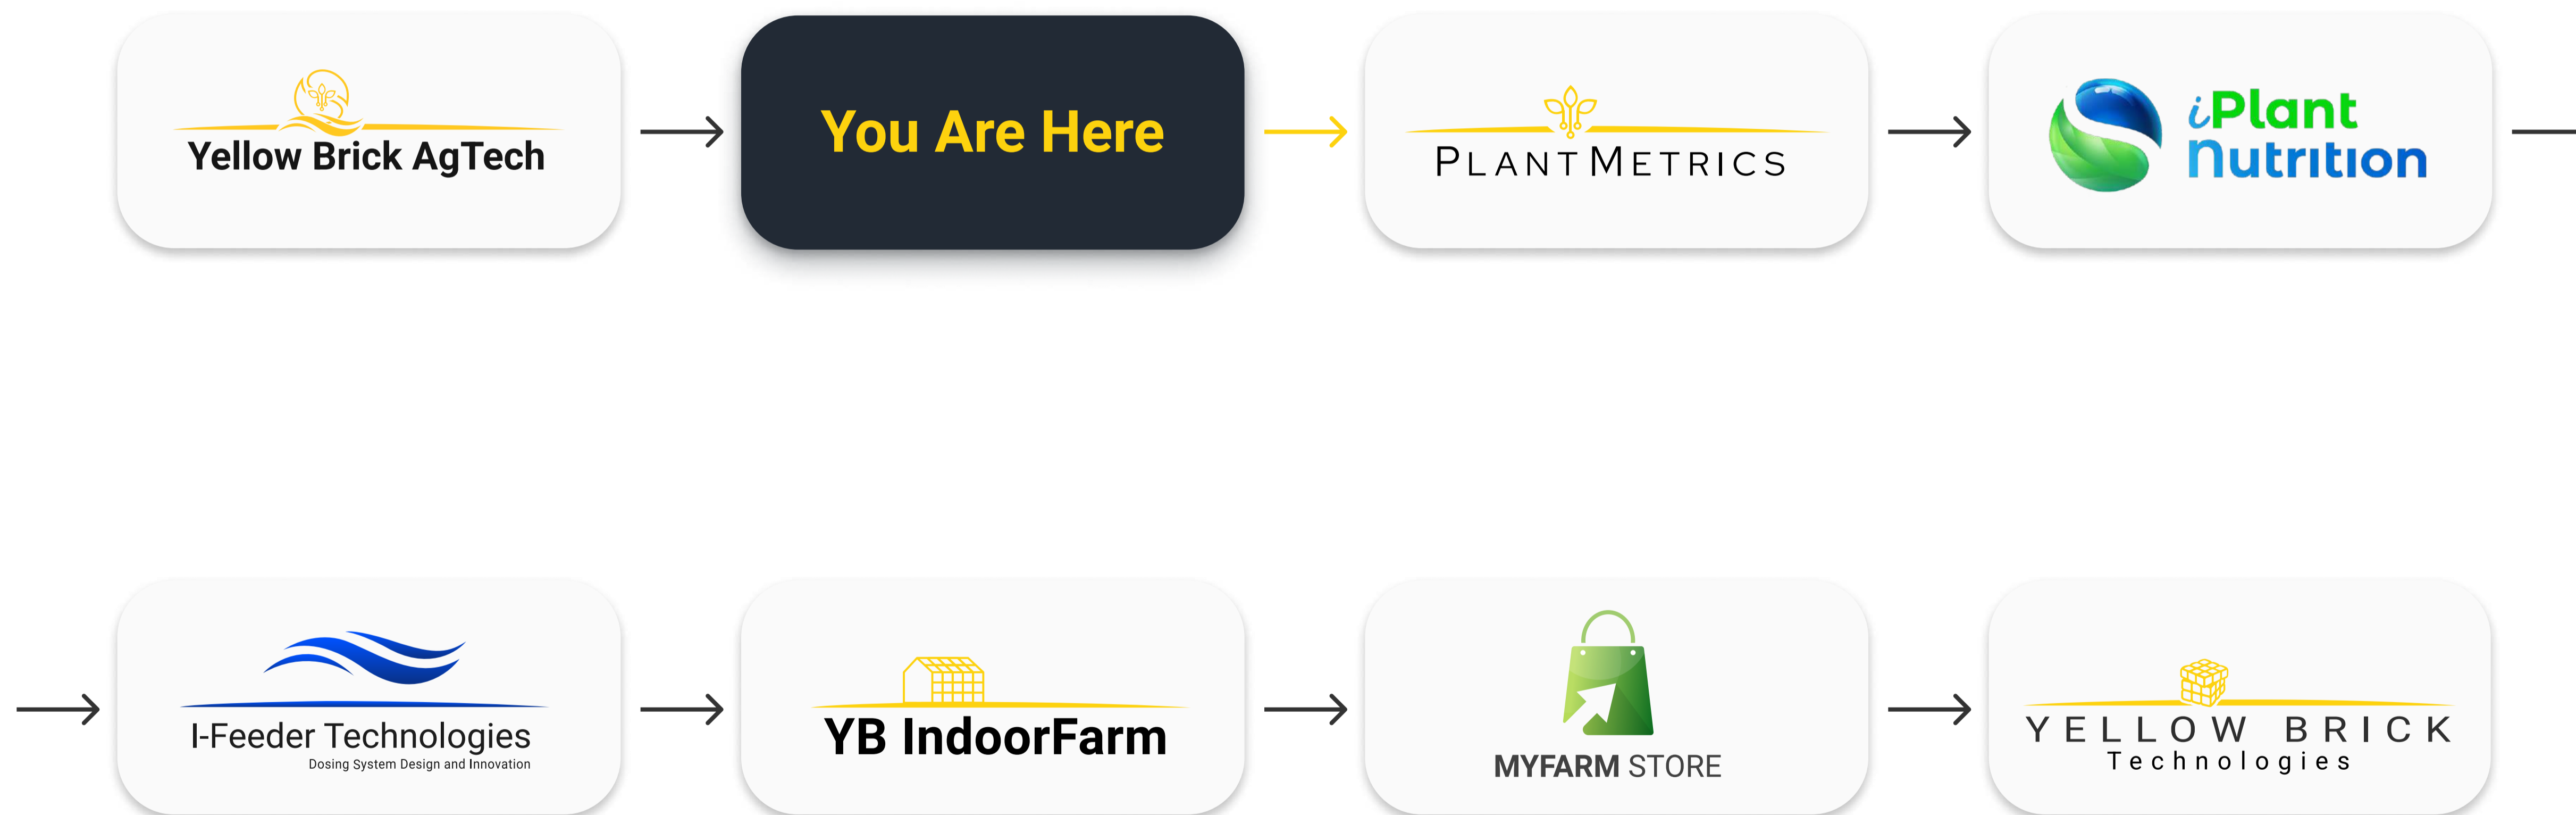 Yellow Brick AgTech
You Are Here
PLANTMETRICS
iPlant
Nutrition
I-Feeder Technologies
Dosing System Design and Innovation
YB IndoorFarm
MYFARM STORE
YELLOW BRICK
Technologies